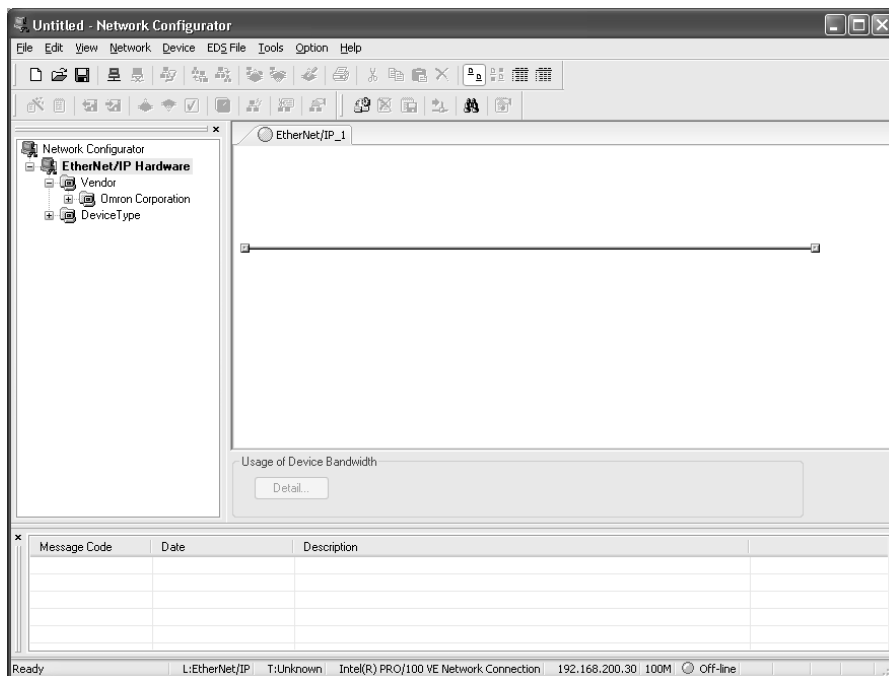 Untitled - Network Configurator
File Edit View Network Device EDS File Tools Option Help
Network Configurator
EtherNet/IP Hardware
Vendor
Omron Corporation
DeviceType
EtherNet/IP_1
Usage of Device Bandwidth
Detail...
Message Code Date Description
Ready L:EtherNet/IP T:Unknown Intel(R) PRO/100 VE Network Connection 192.168.200.30 100M Off-line